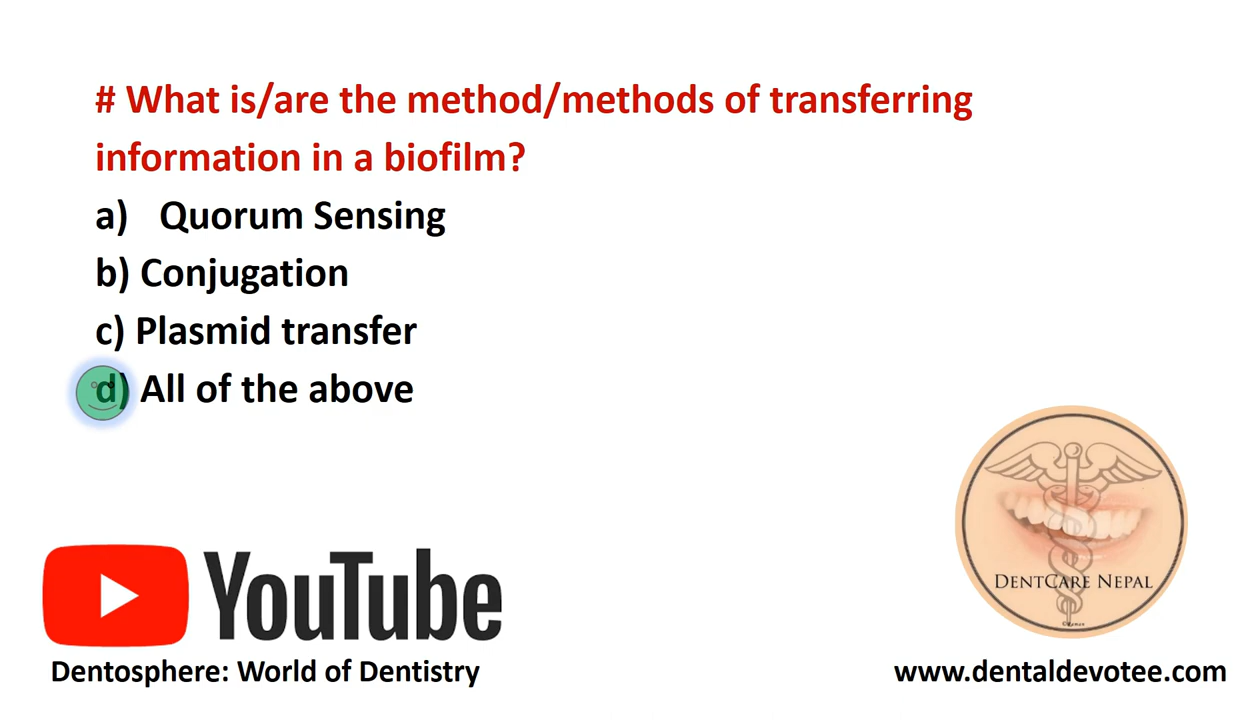 # What is/are the method/methods of transferring
information in a biofilm?
a) Quorum Sensing
b) Conjugation
c) Plasmid transfer
d) All of the above
DentCare Nepal
YouTube
Dentosphere: World of Dentistry
www.dentaldevotee.com